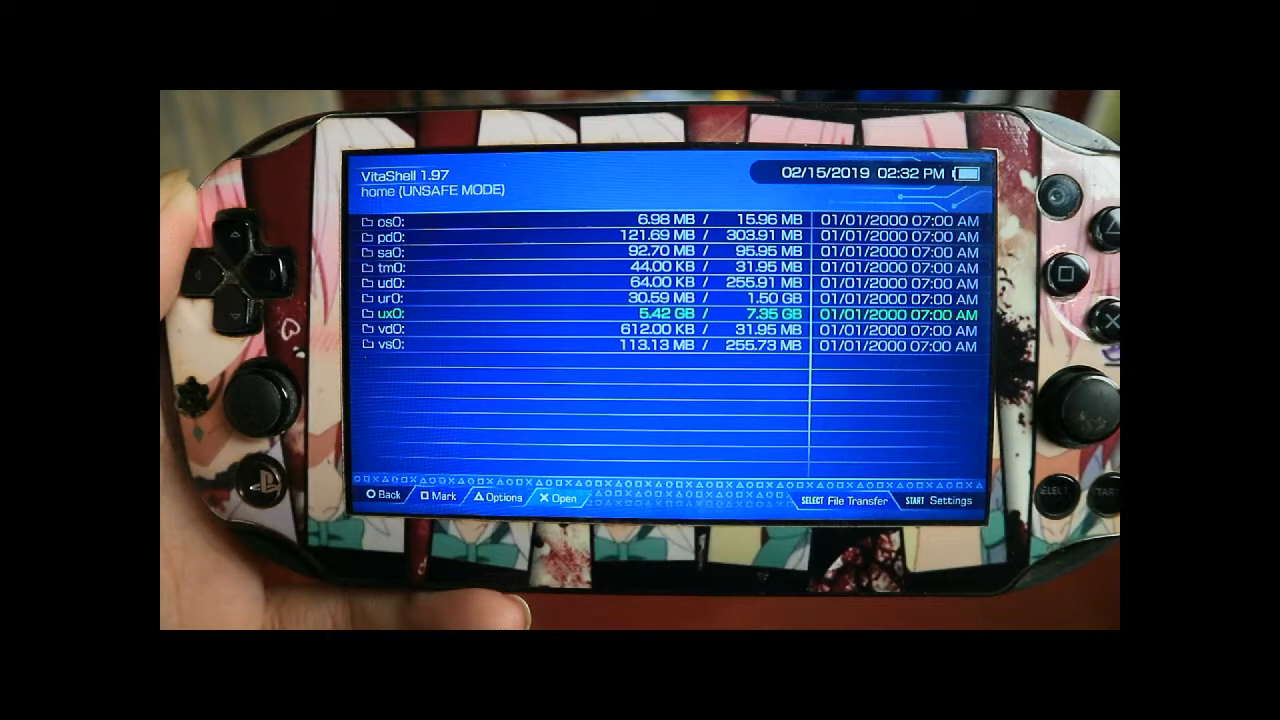 VitaShell 1.97
02/15/2019 02:32 PM
home (UNSAFE MODE)
os0: 6.98 MB / 15.96 MB 01/01/2000 07:00 AM
pd0: 121.69 MB / 303.91 MB 01/01/2000 07:00 AM
sa0: 92.70 MB / 95.95 MB 01/01/2000 07:00 AM
tm0: 44.00 KB / 31.95 MB 01/01/2000 07:00 AM
ud0: 64.00 KB / 255.91 MB 01/01/2000 07:00 AM
ur0: 30.59 MB / 1.50 GB 01/01/2000 07:00 AM
ux0: 5.42 GB / 7.35 GB 01/01/2000 07:00 AM
vd0: 612.00 KB / 31.95 MB 01/01/2000 07:00 AM
vs0: 113.13 MB / 255.73 MB 01/01/2000 07:00 AM
Back Mark Options Open SELECT File Transfer START Settings
SELECT START